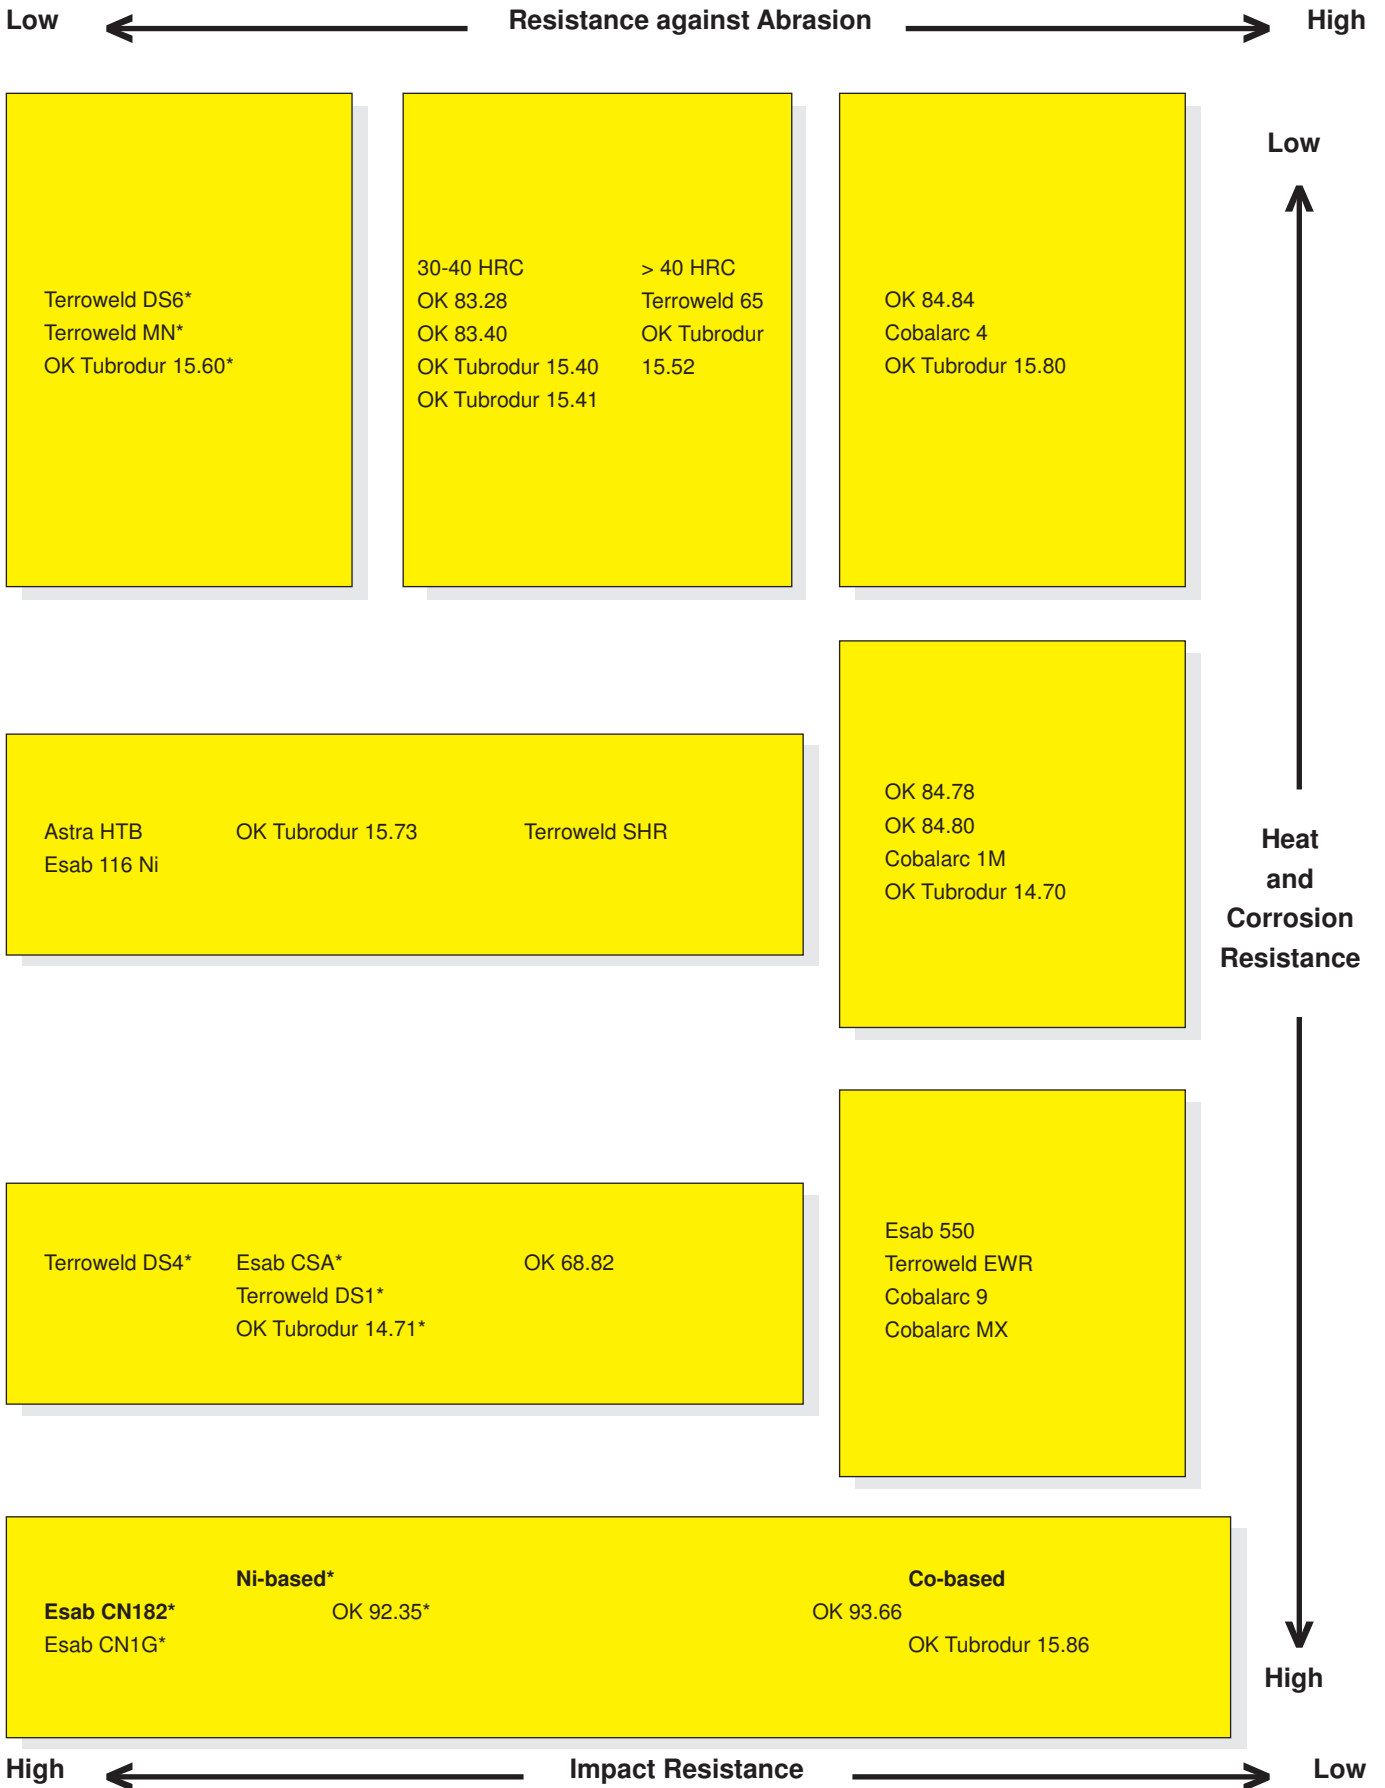 Low Resistance against Abrasion High
Low
Terroweld DS6*
Terroweld MN*
OK Tubrodur 15.60*
30-40 HRC > 40 HRC
OK 83.28 Terroweld 65
OK 83.40 OK Tubrodur
OK Tubrodur 15.40 15.52
OK Tubrodur 15.41
OK 84.84
Cobalarc 4
OK Tubrodur 15.80
Astra HTB OK Tubrodur 15.73 Terroweld SHR
Esab 116 Ni
OK 84.78
OK 84.80
Cobalarc 1M
OK Tubrodur 14.70
Heat
and
Corrosion
Resistance
Terroweld DS4* Esab CSA* OK 68.82
Terroweld DS1*
OK Tubrodur 14.71*
Esab 550
Terroweld EWR
Cobalarc 9
Cobalarc MX
Ni-based* Co-based
Esab CN182* OK 92.35* OK 93.66
Esab CN1G* OK Tubrodur 15.86
High
High Impact Resistance Low